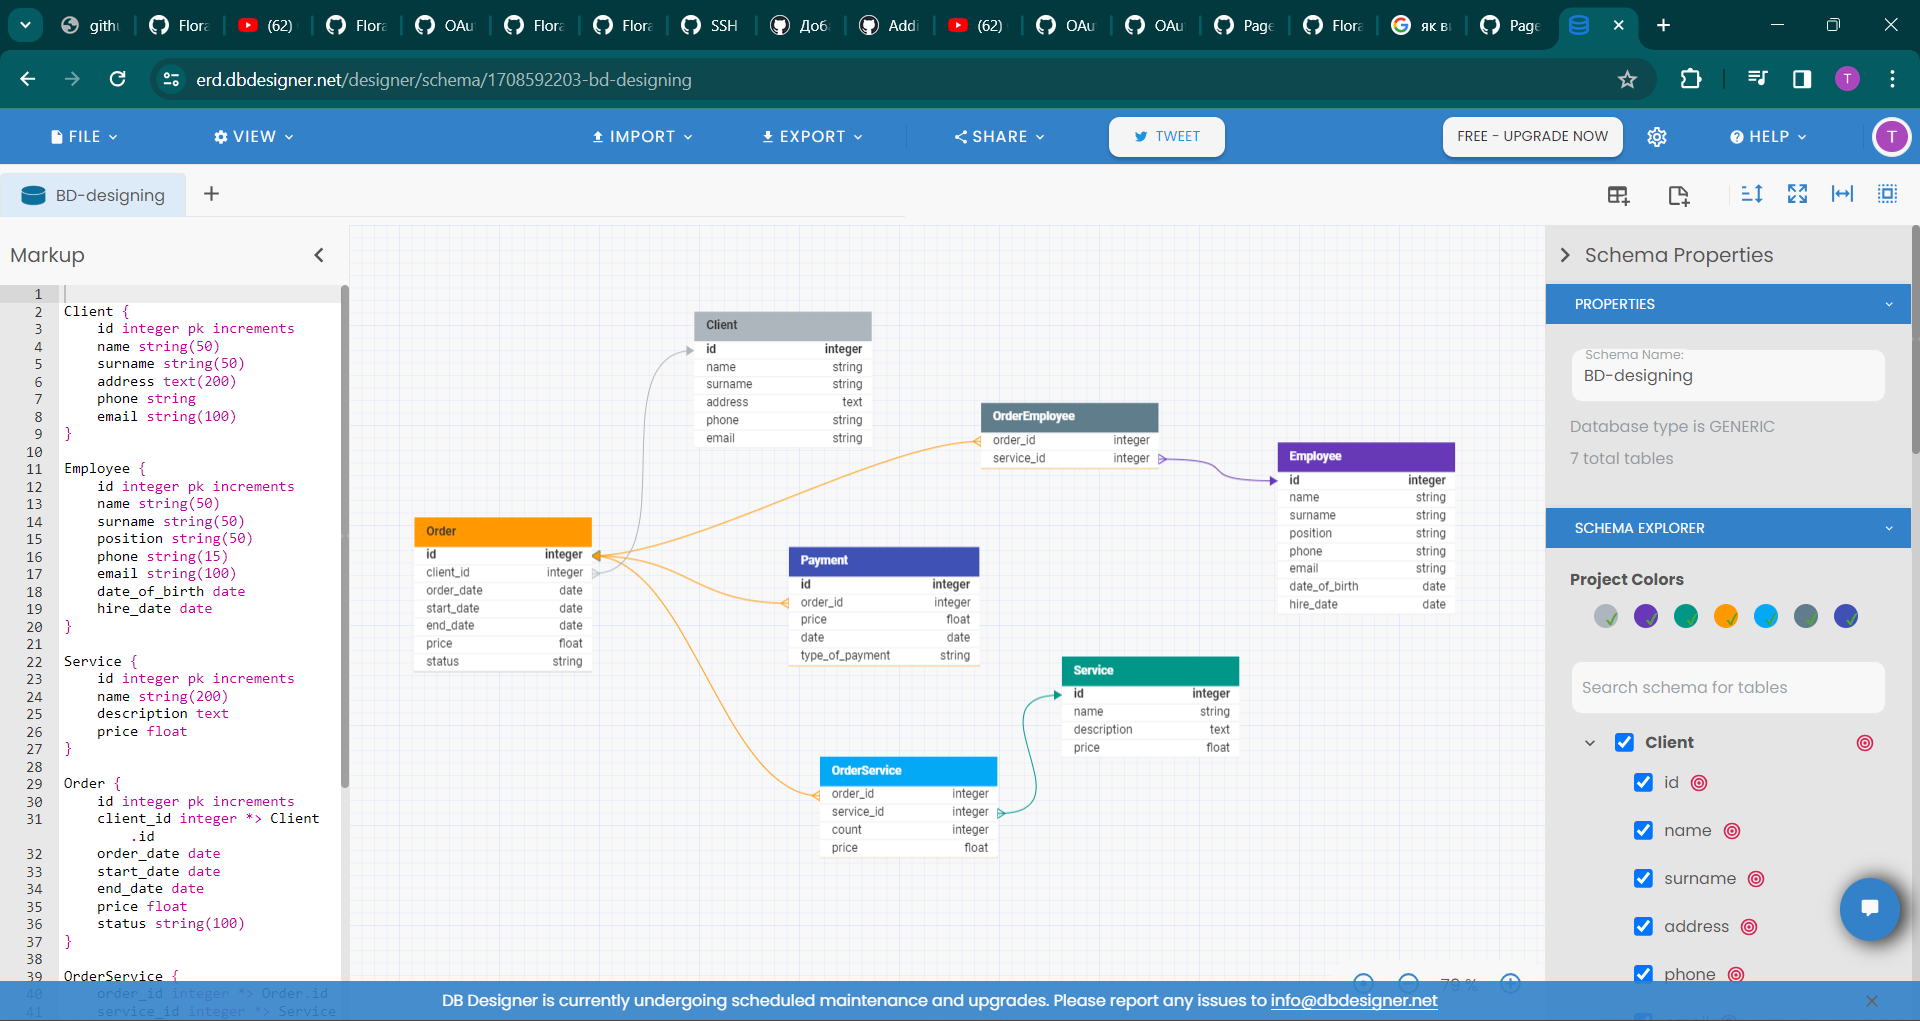 githu
Flora
(62)
Flora
OAu
Flora
Flora
SSH
Доба
Addi
(62)
OAu
OAu
Page
Flora
як ви
Page
erd.dbdesigner.net/designer/schema/1708592203-bd-designing
T
FILE
VIEW
IMPORT
EXPORT
SHARE
TWEET
FREE - UPGRADE NOW
HELP
T
BD-designing
Markup
1
2 Client {
3 id integer pk increments
4 name string(50)
5 surname string(50)
6 address text(200)
7 phone string
8 email string(100)
9 }
10
11 Employee {
12 id integer pk increments
13 name string(50)
14 surname string(50)
15 position string(50)
16 phone string(15)
17 email string(100)
18 date_of_birth date
19 hire_date date
20 }
21
22 Service {
23 id integer pk increments
24 name string(200)
25 description text
26 price float
27 }
28
29 Order {
30 id integer pk increments
31 client_id integer *> Client
.id
32 order_date date
33 start_date date
34 end_date date
35 price float
36 status string(100)
37 }
38
39 OrderService {
40 order_id integer *> Order.id
41 service_id integer *> Service
Client
id integer
name string
surname string
address text
phone string
email string
OrderEmployee
order_id integer
service_id integer
Employee
id integer
name string
surname string
position string
phone string
email string
date_of_birth date
hire_date date
Order
id integer
client_id integer
order_date date
start_date date
end_date date
price float
status string
Payment
id integer
order_id integer
price float
date date
type_of_payment string
Service
id integer
name string
description text
price float
OrderService
order_id integer
service_id integer
count integer
price float
79 %
Schema Properties
PROPERTIES
Schema Name:
BD-designing
Database type is GENERIC
7 total tables
SCHEMA EXPLORER
Project Colors
Search schema for tables
Client
id
name
surname
address
phone
DB Designer is currently undergoing scheduled maintenance and upgrades. Please report any issues to info@dbdesigner.net